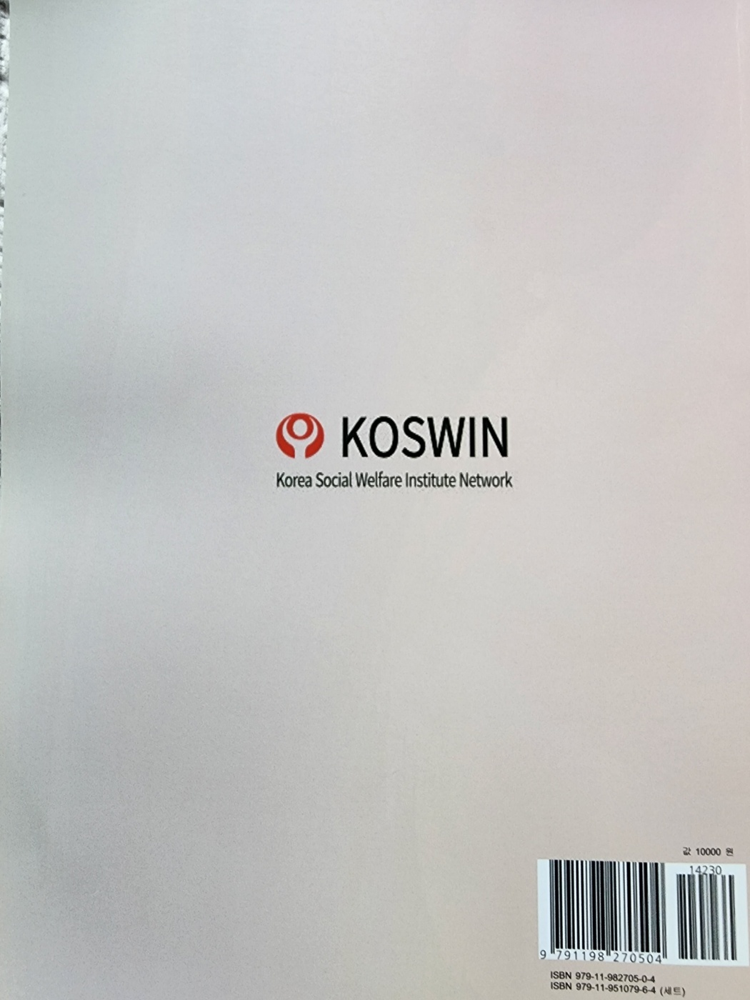 KOSWIN
Korea Social Welfare Institute Network
값 10000 원
14230
9 791198 270504
ISBN 979-11-982705-0-4
ISBN 979-11-951079-6-4 (세트)